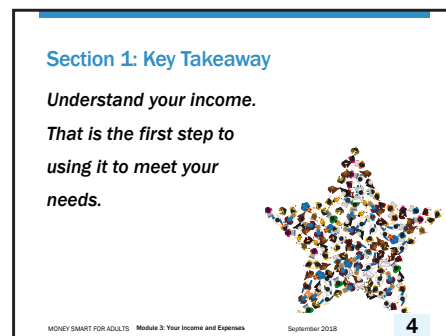 Section 1: Key Takeaway
Understand your income.
That is the first step to
using it to meet your
needs.
MONEY SMART FOR ADULTS Module 3: Your Income and Expenses September 2018 4